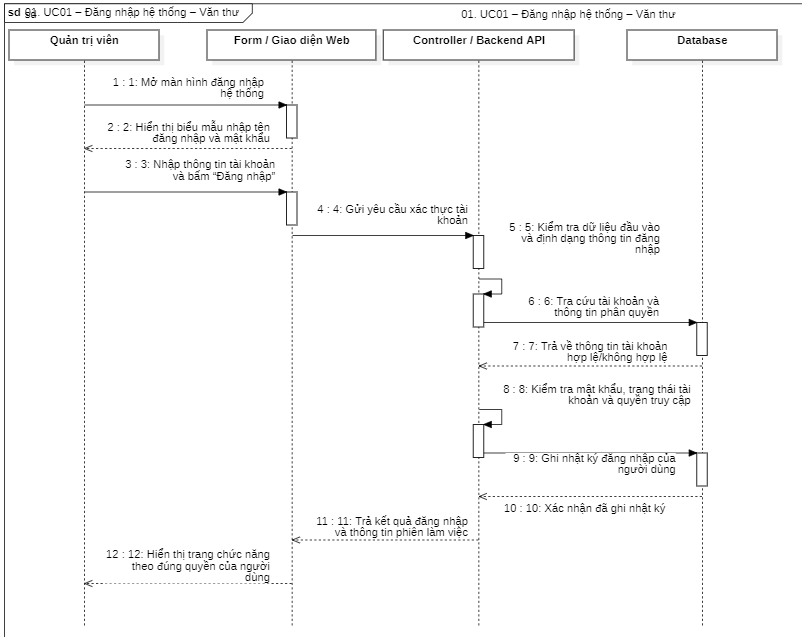 sd 01. UC01 – Đăng nhập hệ thống – Văn thư
01. UC01 – Đăng nhập hệ thống – Văn thư
Quản trị viên
Form / Giao diện Web
Controller / Backend API
Database
1 : 1: Mở màn hình đăng nhập
hệ thống
2 : 2: Hiển thị biểu mẫu nhập tên
đăng nhập và mật khẩu
3 : 3: Nhập thông tin tài khoản
và bấm “Đăng nhập”
4 : 4: Gửi yêu cầu xác thực tài
khoản
5 : 5: Kiểm tra dữ liệu đầu vào
và định dạng thông tin đăng
nhập
6 : 6: Tra cứu tài khoản và
thông tin phân quyền
7 : 7: Trả về thông tin tài khoản
hợp lệ/không hợp lệ
8 : 8: Kiểm tra mật khẩu, trạng thái tài
khoản và quyền truy cập
9 : 9: Ghi nhật ký đăng nhập của
người dùng
10 : 10: Xác nhận đã ghi nhật ký
11 : 11: Trả kết quả đăng nhập
và thông tin phiên làm việc
12 : 12: Hiển thị trang chức năng
theo đúng quyền của người
dùng